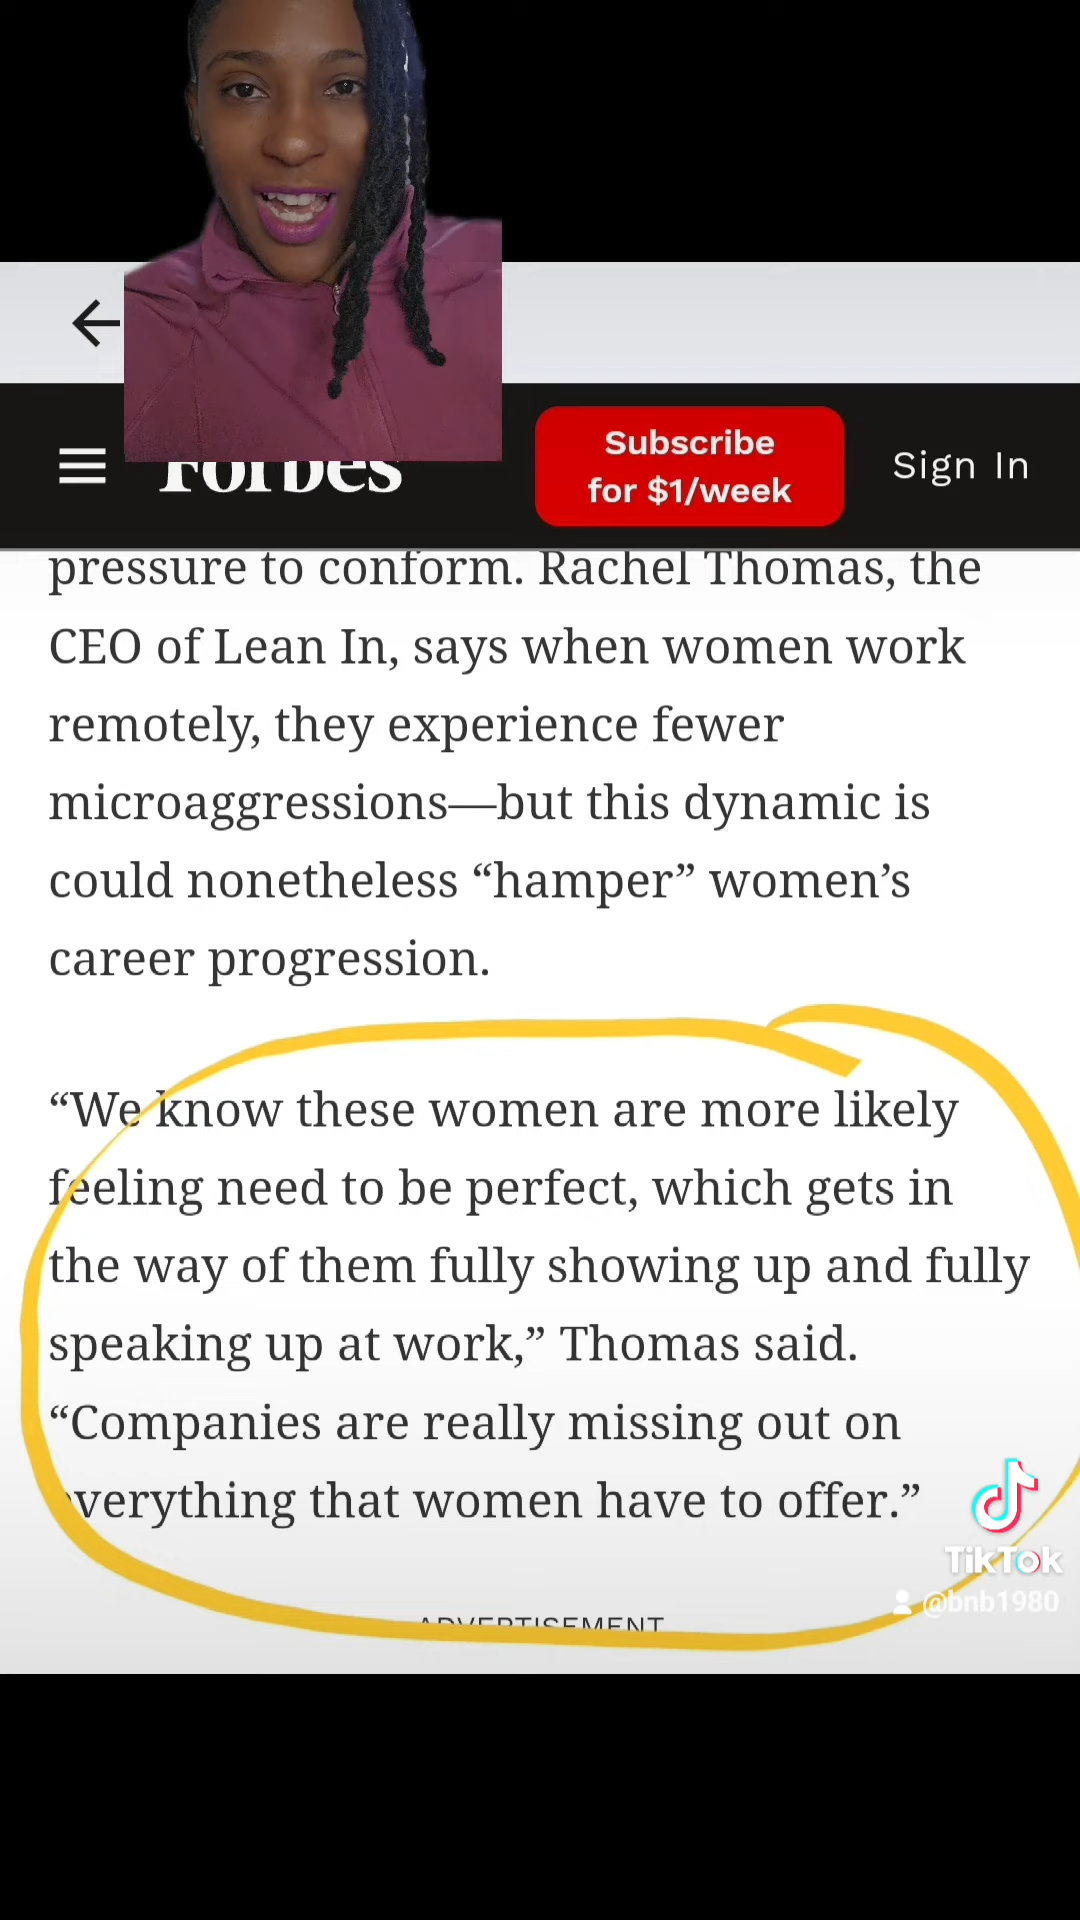 Forbes
Subscribe
for $1/week
Sign In
pressure to conform. Rachel Thomas, the
CEO of Lean In, says when women work
remotely, they experience fewer
microaggressions—but this dynamic is
could nonetheless “hamper” women’s
career progression.
“We know these women are more likely
feeling need to be perfect, which gets in
the way of them fully showing up and fully
speaking up at work,” Thomas said.
“Companies are really missing out on
everything that women have to offer.”
ADVERTISEMENT
TikTok
@bnb1980